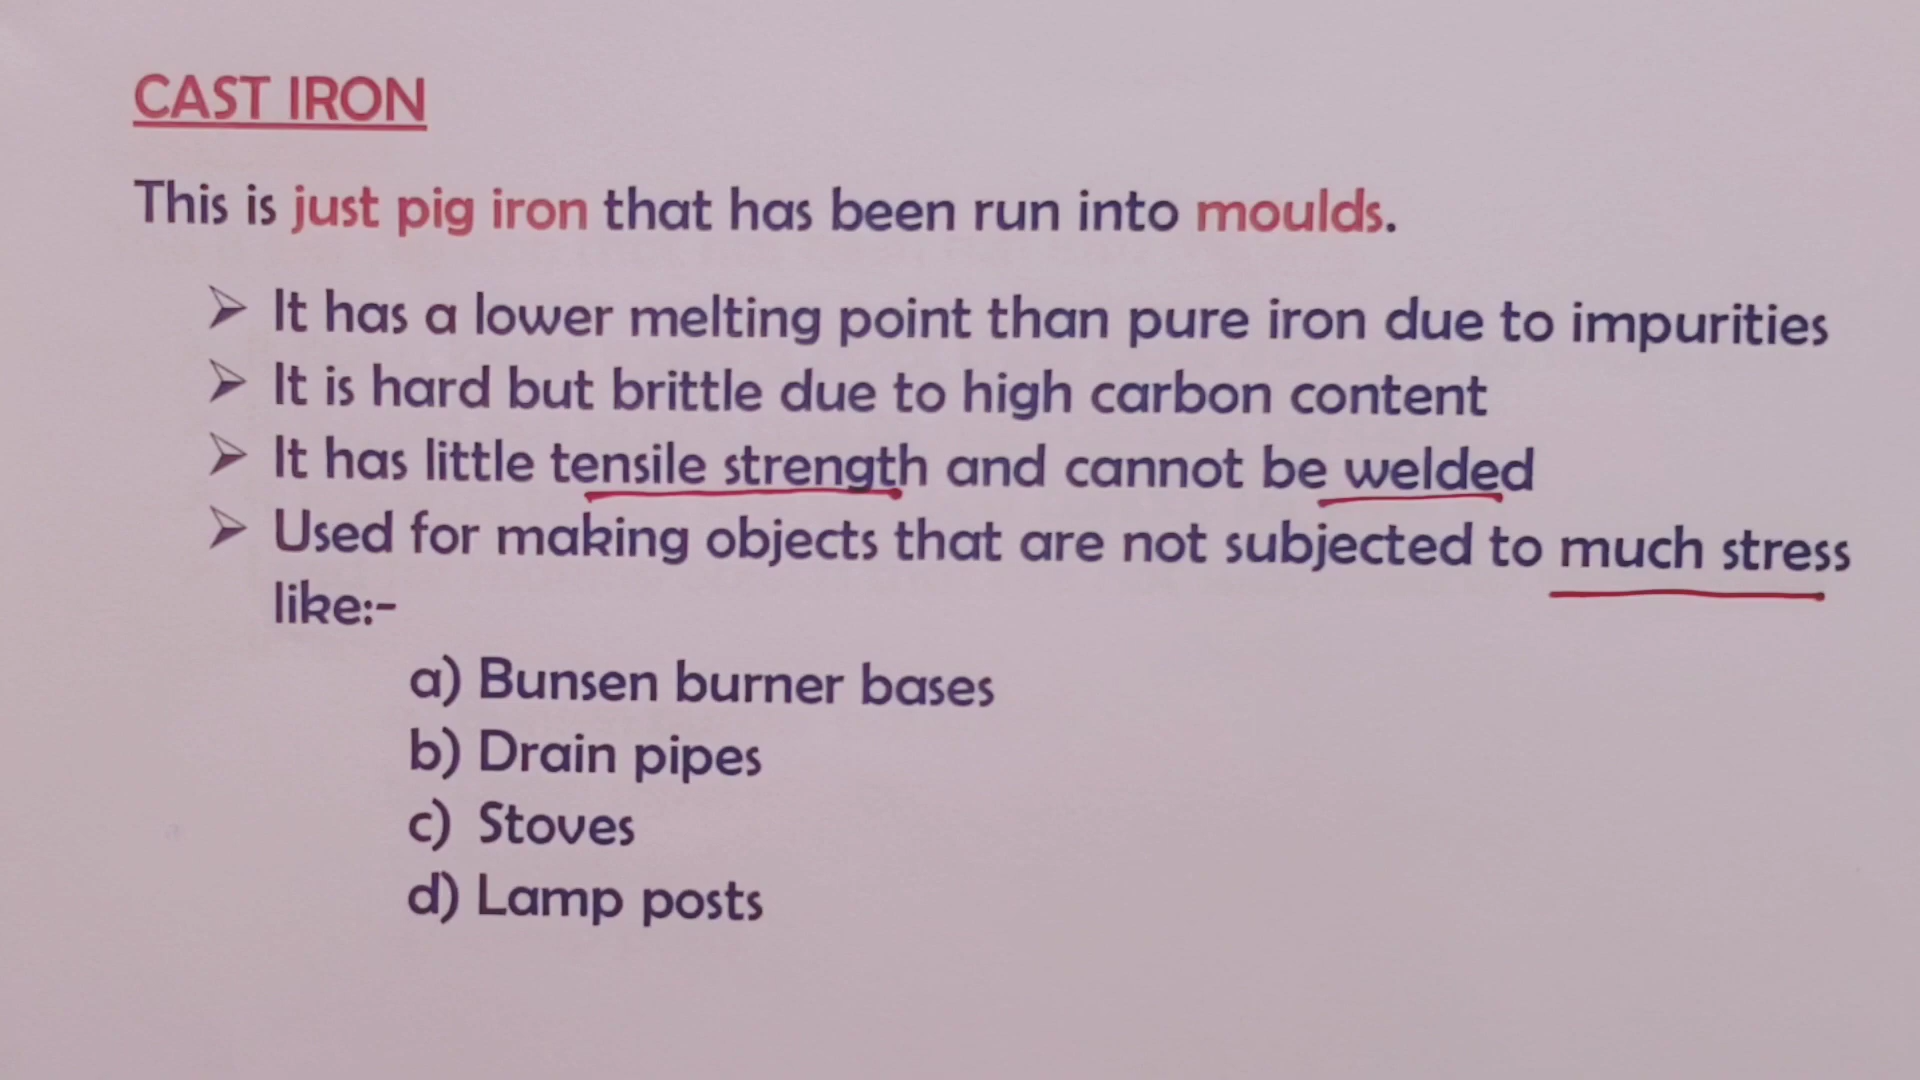 CAST IRON
This is just pig iron that has been run into moulds.
➢ It has a lower melting point than pure iron due to impurities
➢ It is hard but brittle due to high carbon content
➢ It has little tensile strength and cannot be welded
➢ Used for making objects that are not subjected to much stress
like:-
a) Bunsen burner bases
b) Drain pipes
c) Stoves
d) Lamp posts